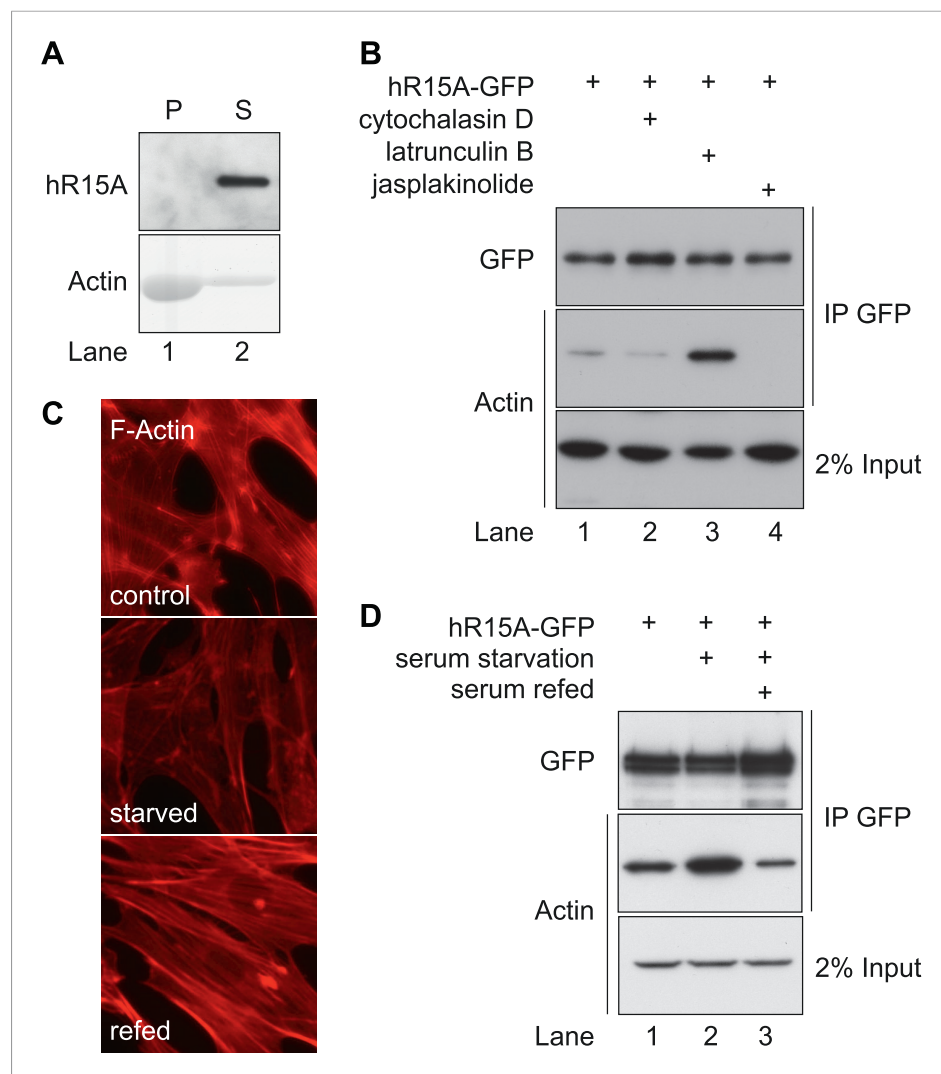 A
P S
hR15A
Actin
Lane 1 2
B
hR15A-GFP + + + +
cytochalasin D +
latrunculin B +
jasplakinolide +
GFP
IP GFP
Actin
2% Input
Lane 1 2 3 4
C
F-Actin
control
starved
refed
D
hR15A-GFP + + +
serum starvation + +
serum refed +
GFP
IP GFP
Actin
2% Input
Lane 1 2 3